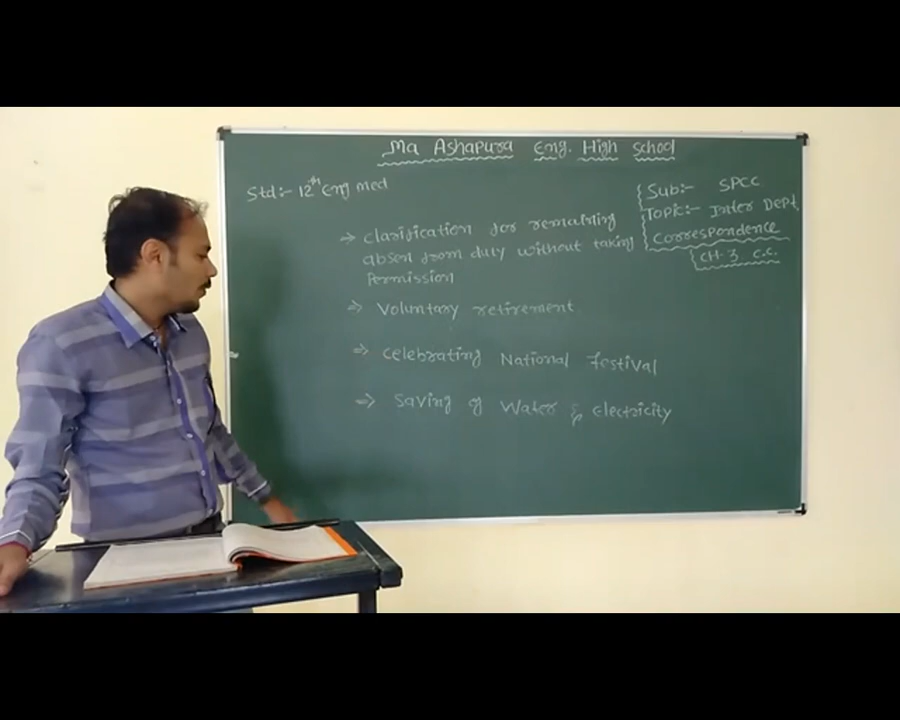 Ma Ashapura Eng. High School
Std:- 12th Eng med
Sub:- SPCC
Topic:- Inter Dept.
Correspondence
CH-3 C.C.
⇒ Clarification for remaining
absen from duty without taking
Permission
⇒ Voluntary retirement
⇒ Celebrating National Festival
⇒ Saving of Water & electricity